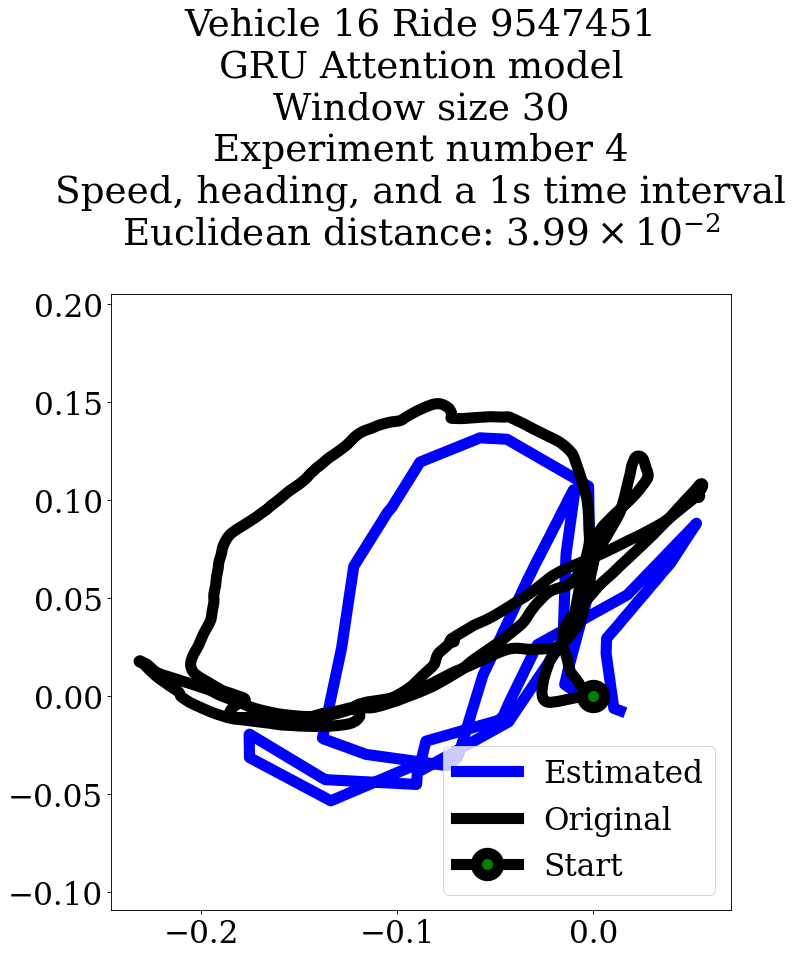 Vehicle 16 Ride 9547451
GRU Attention model
Window size 30
Experiment number 4
Speed, heading, and a 1s time interval
Euclidean distance: 3.99 × 10⁻²
0.20
0.15
0.10
0.05
0.00
−0.05
−0.10
Estimated
Original
Start
−0.2
−0.1
0.0